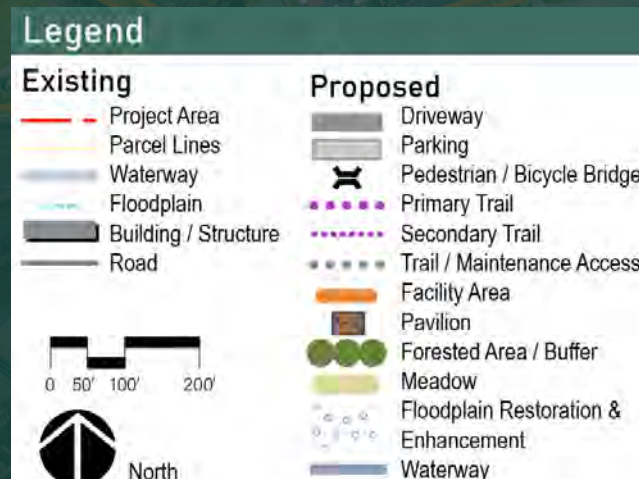 Legend
Existing
Project Area
Parcel Lines
Waterway
Floodplain
Building / Structure
Road
0 50' 100' 200'
North
Proposed
Driveway
Parking
Pedestrian / Bicycle Bridge
Primary Trail
Secondary Trail
Trail / Maintenance Access
Facility Area
Pavilion
Forested Area / Buffer
Meadow
Floodplain Restoration &
Enhancement
Waterway